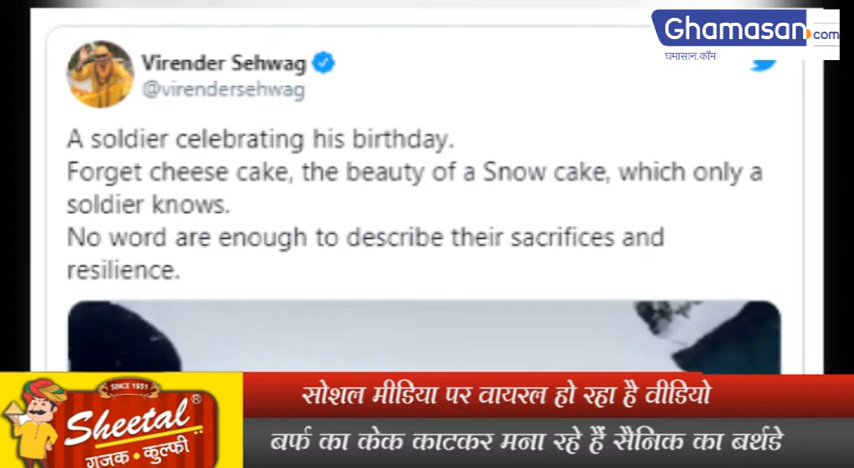 Ghamasan.com
घमासान.कॉम
Virender Sehwag
@virendersehwag
A soldier celebrating his birthday.
Forget cheese cake, the beauty of a Snow cake, which only a
soldier knows.
No word are enough to describe their sacrifices and
resilience.
SINCE 1951
Sheetal
गजक • कुल्फी
सोशल मीडिया पर वायरल हो रहा है वीडियो
बर्फ का केक काटकर मना रहे हैं सैनिक का बर्थडे